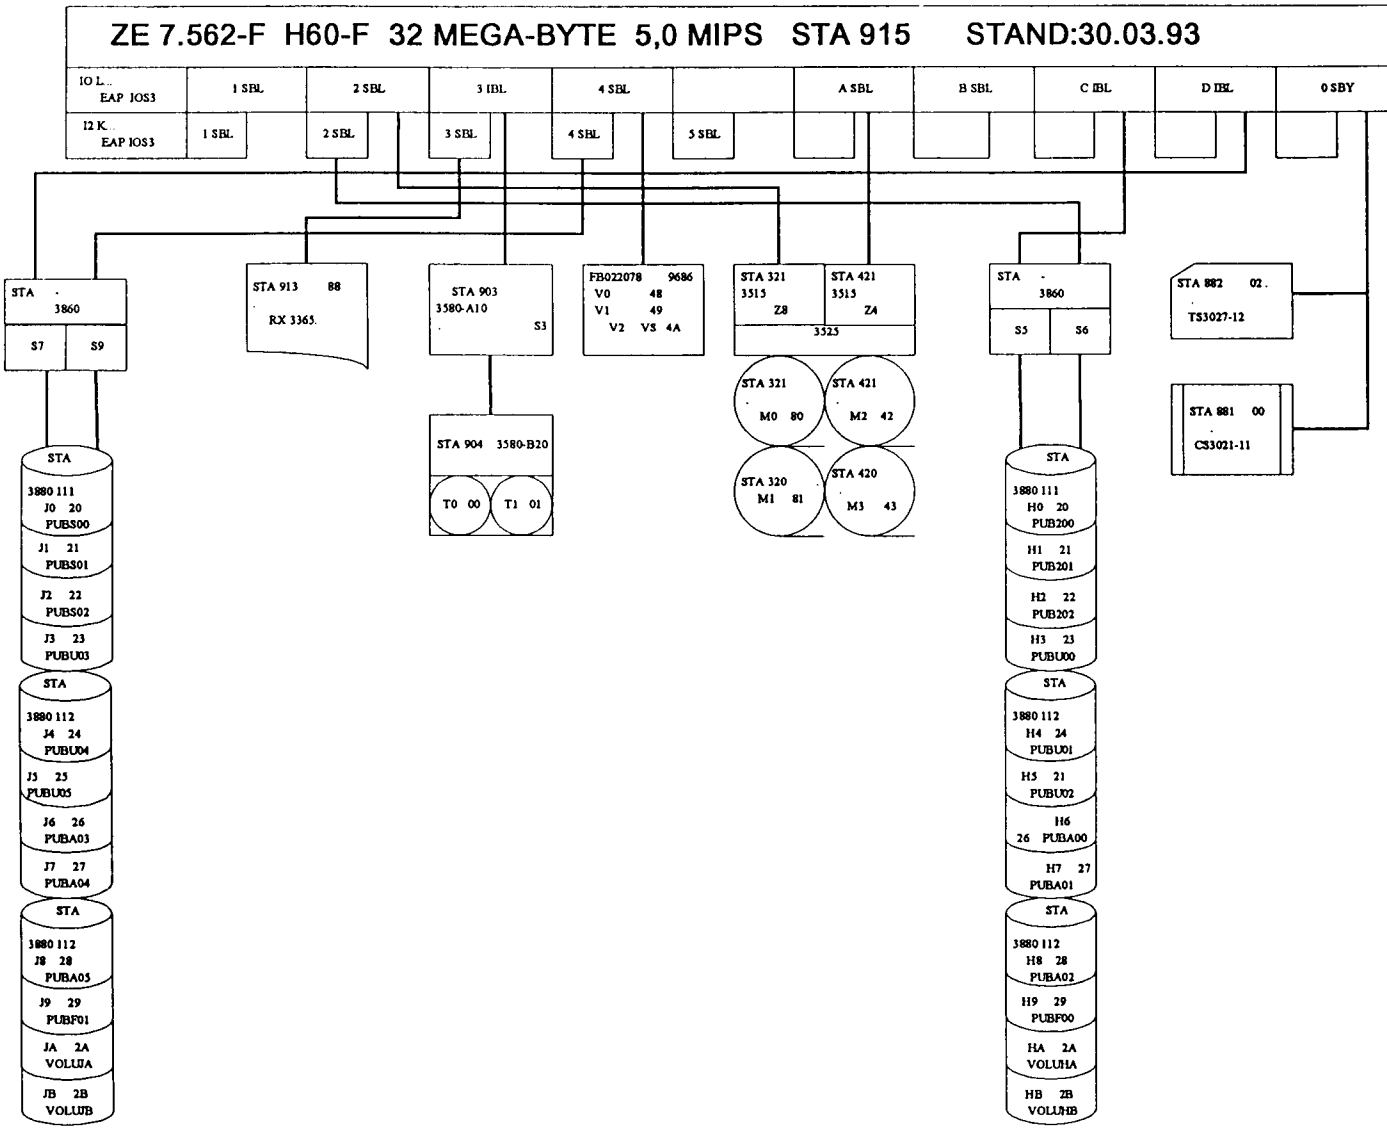 ZE 7.562-F H60-F 32 MEGA-BYTE 5,0 MIPS STA 915 STAND:30.03.93
IO L... 1 SBL 2 SBL 3 IBL 4 SBL A SBL B SBL C IBL D IBL 0 SBY
EAP IOS3
I2 K... 1 SBL 2 SBL 3 SBL 4 SBL 5 SBL
EAP IOS3
STA
3860
S7 S9
STA 913 88
RX 3365.
STA 903
3580-A10
S3
STA 904 3580-B20
T0 00 T1 01
FB022078 9686
V0 48
V1 49
V2 VS 4A
STA 321
3515
Z8
STA 421
3515
Z4
3525
STA 321
M0 80
STA 421
M2 42
STA 320
M1 81
STA 420
M3 43
STA
3860
S5 S6
STA 882 02.
TS3027-12
STA 881 00
CS3021-11
STA
3880 111
J0 20
PUBS00
J1 21
PUBS01
J2 22
PUBS02
J3 23
PUBU03
STA
3880 112
J4 24
PUBU04
J5 25
PUBU05
J6 26
PUBA03
J7 27
PUBA04
STA
3880 112
J8 28
PUBA05
J9 29
PUBF01
JA 2A
VOLUJA
JB 2B
VOLUJB
STA
3880 111
H0 20
PUB200
H1 21
PUB201
H2 22
PUB202
H3 23
PUBU00
STA
3880 112
H4 24
PUBU01
H5 21
PUBU02
H6
26 PUBA00
H7 27
PUBA01
STA
3880 112
H8 28
PUBA02
H9 29
PUBF00
HA 2A
VOLUHA
HB 2B
VOLUHB